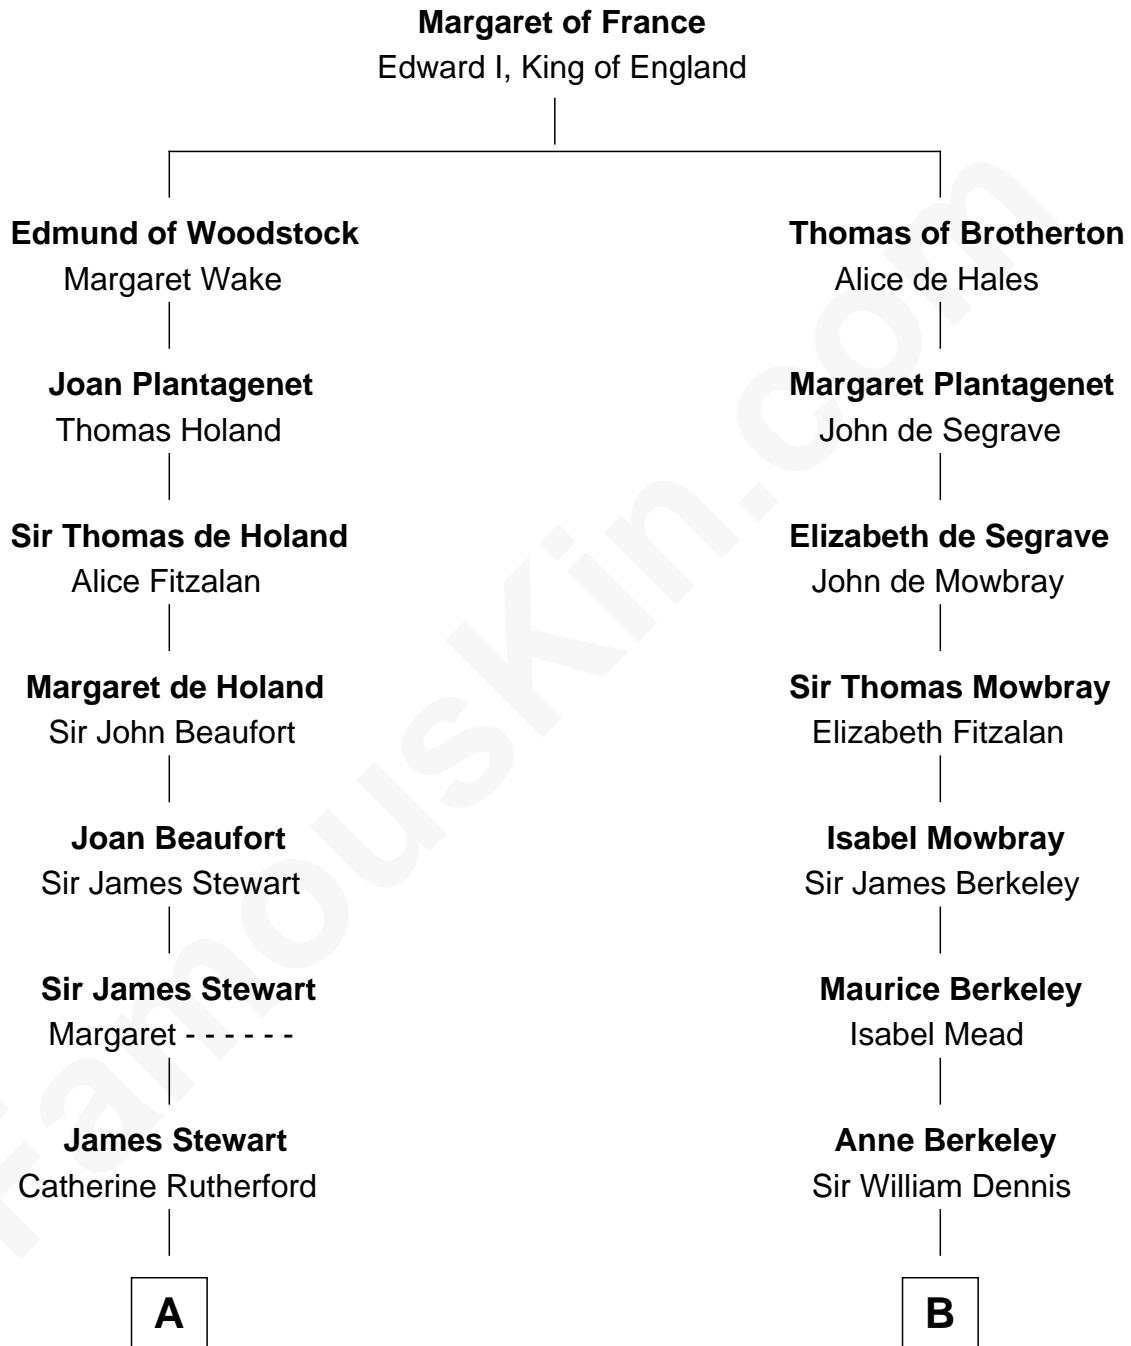 Margaret of France
Edward I, King of England
Edmund of Woodstock
Margaret Wake
Thomas of Brotherton
Alice de Hales
Joan Plantagenet
Thomas Holand
Margaret Plantagenet
John de Segrave
Sir Thomas de Holand
Alice Fitzalan
Elizabeth de Segrave
John de Mowbray
Margaret de Holand
Sir John Beaufort
Sir Thomas Mowbray
Elizabeth Fitzalan
Joan Beaufort
Sir James Stewart
Isabel Mowbray
Sir James Berkeley
Sir James Stewart
Margaret - - - - - -
Maurice Berkeley
Isabel Mead
James Stewart
Catherine Rutherford
Anne Berkeley
Sir William Dennis
A
B
FamousKin.com